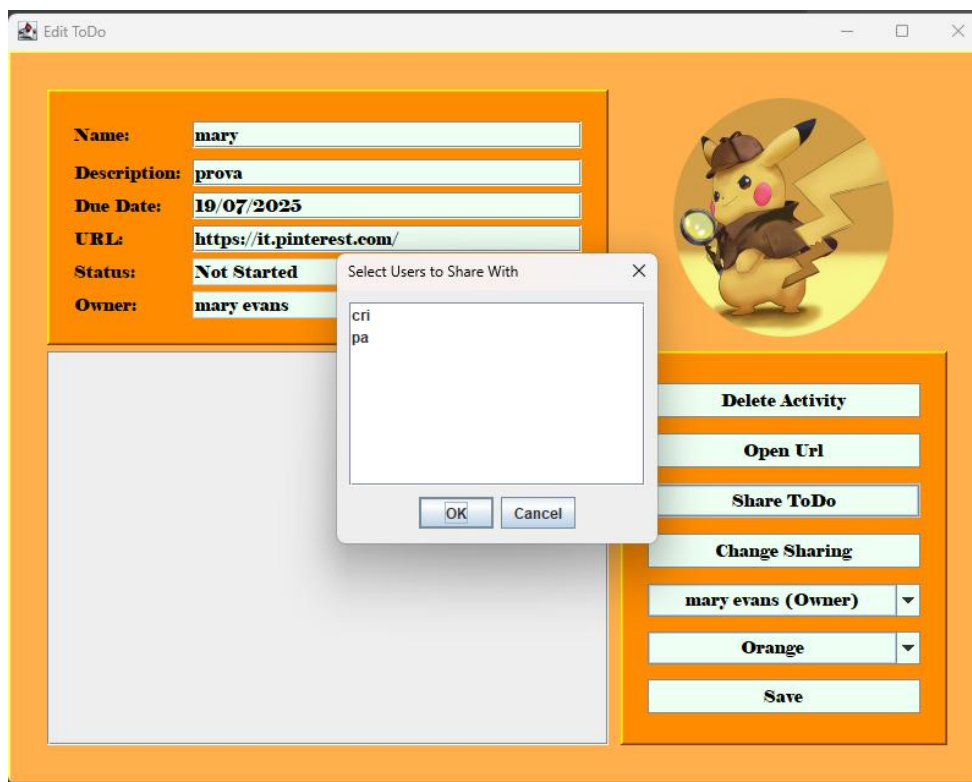 Edit ToDo
Name: mary
Description: prova
Due Date: 19/07/2025
URL: https://it.pinterest.com/
Status: Not Started
Owner: mary evans
Select Users to Share With
cri
pa
OK Cancel
Delete Activity
Open Url
Share ToDo
Change Sharing
mary evans (Owner)
Orange
Save